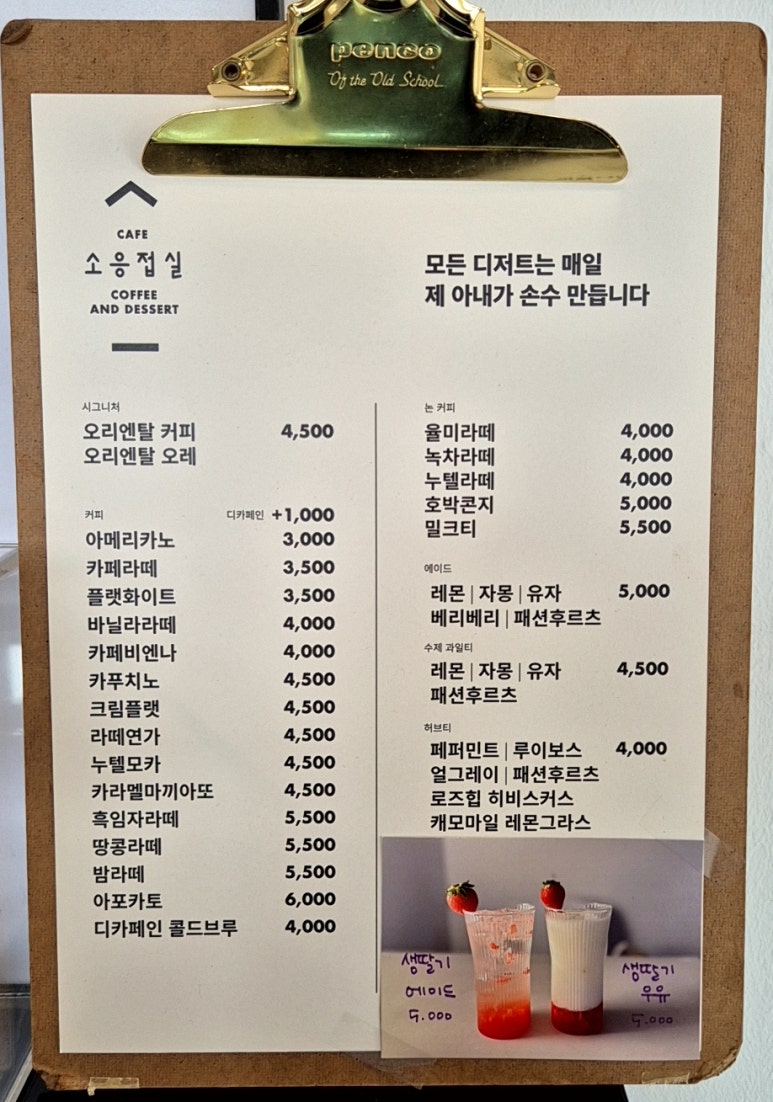 penco
Of the Old School
CAFE
소응접실
COFFEE
AND DESSERT
모든 디저트는 매일
제 아내가 손수 만듭니다
시그니처
오리엔탈 커피 4,500
오리엔탈 오레
커피 디카페인 +1,000
아메리카노 3,000
카페라떼 3,500
플랫화이트 3,500
바닐라라떼 4,000
카페비엔나 4,000
카푸치노 4,500
크림플랫 4,500
라떼연가 4,500
누텔모카 4,500
카라멜마끼아또 4,500
흑임자라떼 5,500
땅콩라떼 5,500
밤라떼 5,500
아포카토 6,000
디카페인 콜드브루 4,000
논 커피
율미라떼 4,000
녹차라떼 4,000
누텔라떼 4,000
호박콘지 5,000
밀크티 5,500
에이드
레몬 | 자몽 | 유자 5,000
베리베리 | 패션후르츠
수제 과일티
레몬 | 자몽 | 유자 4,500
패션후르츠
허브티
페퍼민트 | 루이보스 4,000
얼그레이 | 패션후르츠
로즈힙 히비스커스
캐모마일 레몬그라스
생딸기
에이드
5.000
생딸기
우유
5.000